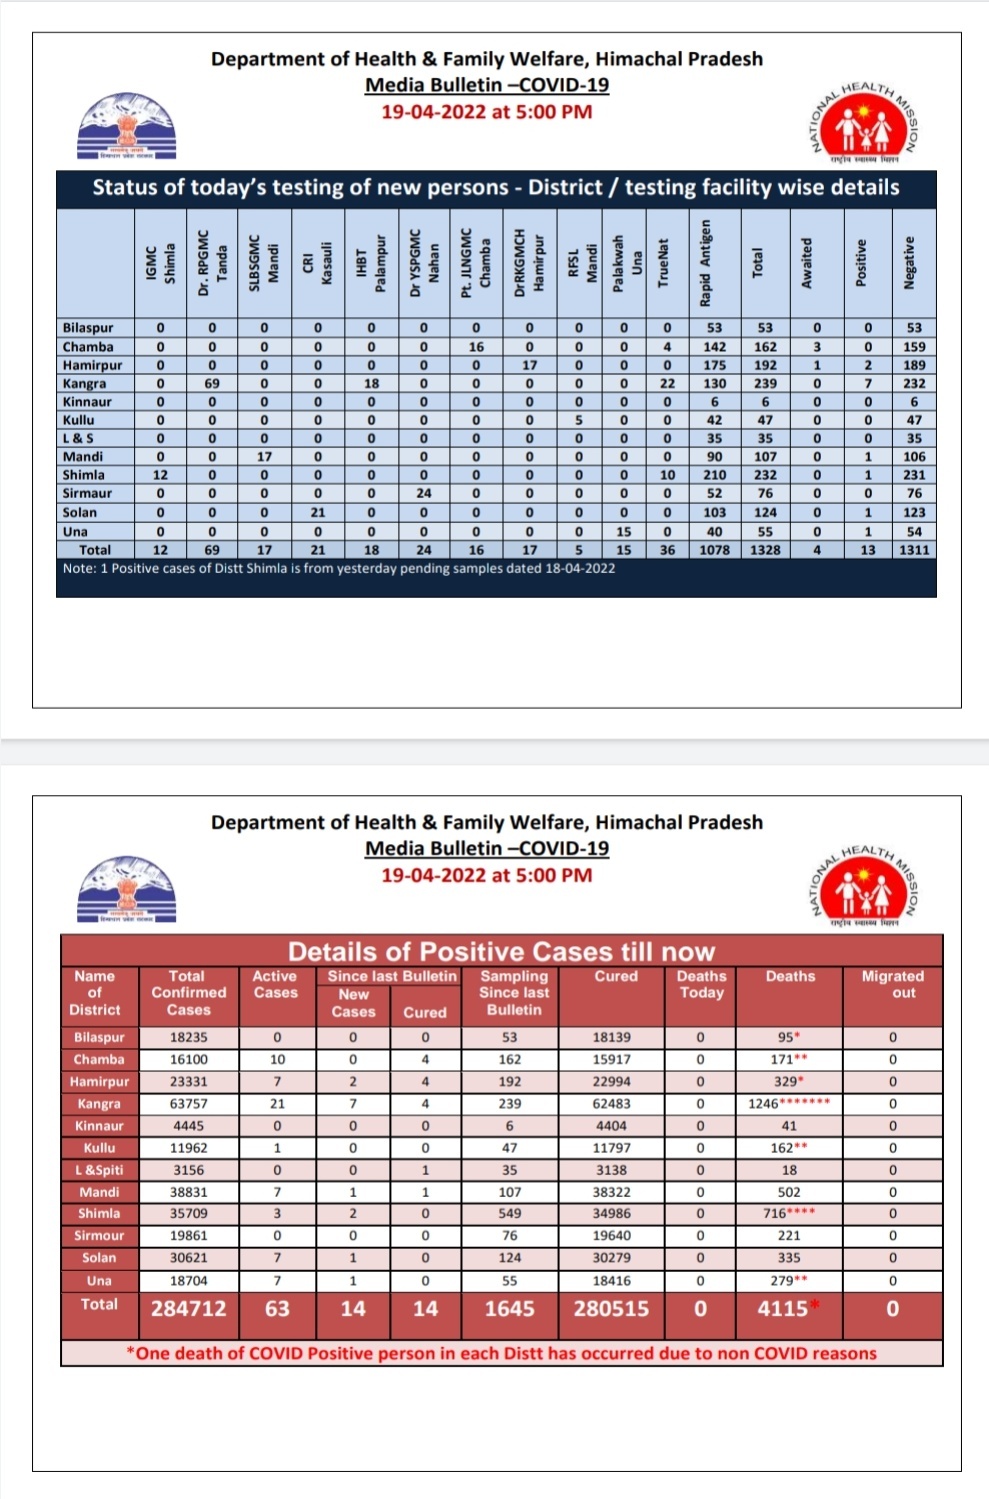 Department of Health & Family Welfare, Himachal Pradesh
Media Bulletin –COVID-19
19-04-2022 at 5:00 PM
NATIONAL HEALTH MISSION
राष्ट्रीय स्वास्थ्य मिशन
Status of today's testing of new persons - District / testing facility wise details
IGMC Shimla Dr. RPGMC Tanda SLBSGMC Mandi CRI Kasauli IHBT Palampur Dr YSPGMC Nahan Pt. JLNGMC Chamba DrRKGMCH Hamirpur RFSL Mandi Palakwah Una TrueNat Rapid Antigen Total Awaited Positive Negative
Bilaspur 0 0 0 0 0 0 0 0 0 0 0 53 53 0 0 53
Chamba 0 0 0 0 0 0 16 0 0 0 4 142 162 3 0 159
Hamirpur 0 0 0 0 0 0 0 17 0 0 0 175 192 1 2 189
Kangra 0 69 0 0 18 0 0 0 0 0 22 130 239 0 7 232
Kinnaur 0 0 0 0 0 0 0 0 0 0 0 6 6 0 0 6
Kullu 0 0 0 0 0 0 0 0 5 0 0 42 47 0 0 47
L & S 0 0 0 0 0 0 0 0 0 0 0 35 35 0 0 35
Mandi 0 0 17 0 0 0 0 0 0 0 0 90 107 0 1 106
Shimla 12 0 0 0 0 0 0 0 0 0 10 210 232 0 1 231
Sirmaur 0 0 0 0 0 24 0 0 0 0 0 52 76 0 0 76
Solan 0 0 0 21 0 0 0 0 0 0 0 103 124 0 1 123
Una 0 0 0 0 0 0 0 0 0 15 0 40 55 0 1 54
Total 12 69 17 21 18 24 16 17 5 15 36 1078 1328 4 13 1311
Note: 1 Positive cases of Distt Shimla is from yesterday pending samples dated 18-04-2022
Department of Health & Family Welfare, Himachal Pradesh
Media Bulletin –COVID-19
19-04-2022 at 5:00 PM
NATIONAL HEALTH MISSION
राष्ट्रीय स्वास्थ्य मिशन
Details of Positive Cases till now
Name of District Total Confirmed Cases Active Cases Since last Bulletin New Cases Cured Sampling Since last Bulletin Cured Deaths Today Deaths Migrated out
Bilaspur 18235 0 0 0 53 18139 0 95* 0
Chamba 16100 10 0 4 162 15917 0 171** 0
Hamirpur 23331 7 2 4 192 22994 0 329* 0
Kangra 63757 21 7 4 239 62483 0 1246******* 0
Kinnaur 4445 0 0 0 6 4404 0 41 0
Kullu 11962 1 0 0 47 11797 0 162** 0
L &Spiti 3156 0 0 1 35 3138 0 18 0
Mandi 38831 7 1 1 107 38322 0 502 0
Shimla 35709 3 2 0 549 34986 0 716**** 0
Sirmour 19861 0 0 0 76 19640 0 221 0
Solan 30621 7 1 0 124 30279 0 335 0
Una 18704 7 1 0 55 18416 0 279** 0
Total 284712 63 14 14 1645 280515 0 4115* 0
*One death of COVID Positive person in each Distt has occurred due to non COVID reasons